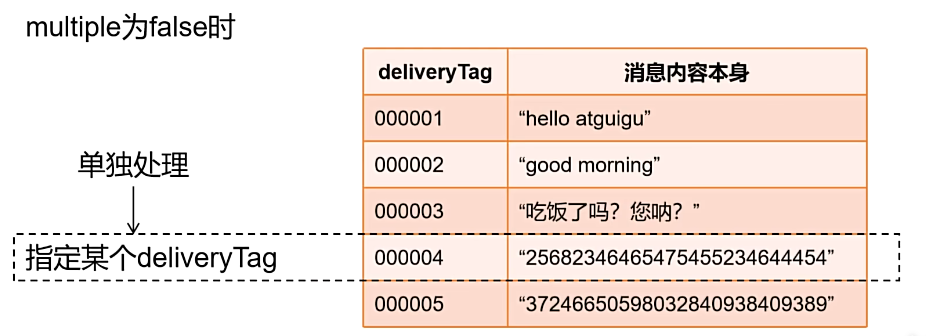 multiple为false时
deliveryTag 消息内容本身
000001 “hello atguigu”
000002 “good morning”
单独处理
000003 “吃饭了吗？您呐？”
指定某个deliveryTag 000004 “25682346465475455234644454”
000005 “372466505980328409384093​89”